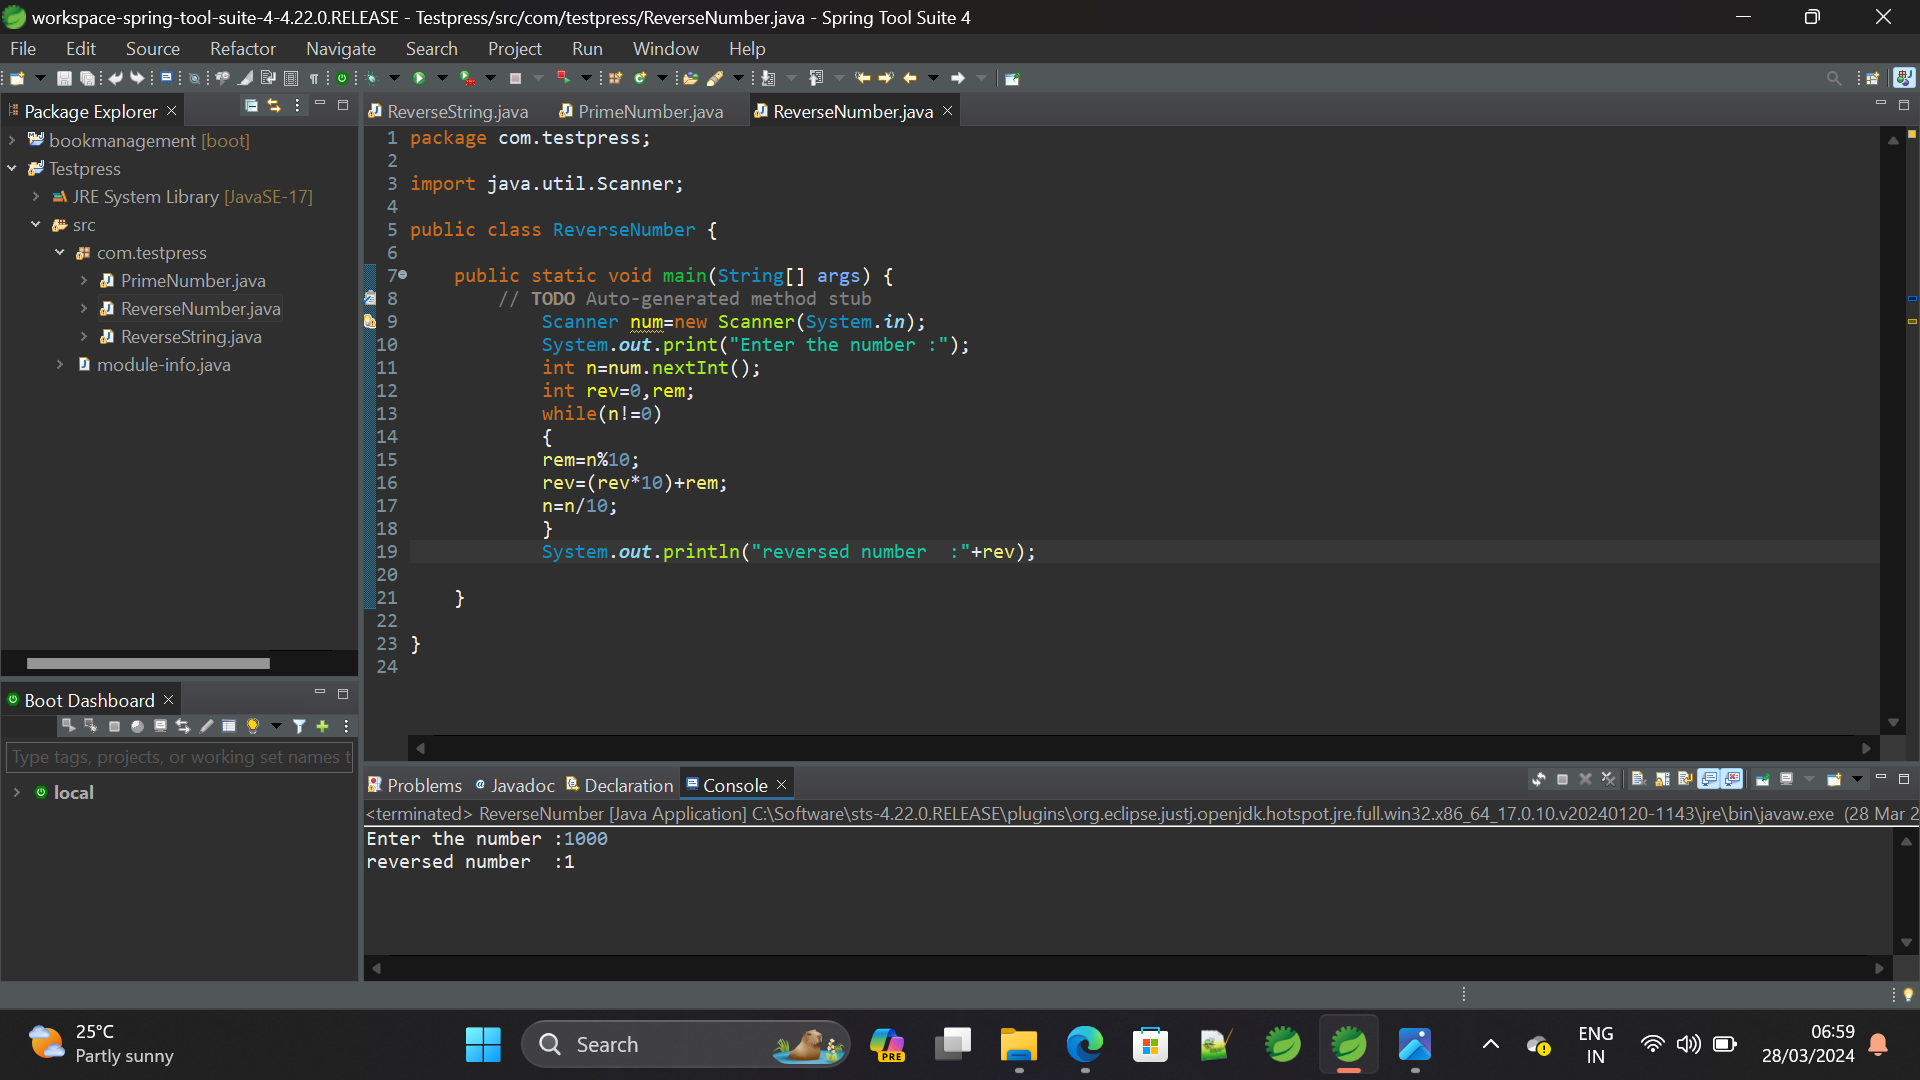 workspace-spring-tool-suite-4-4.22.0.RELEASE - Testpress/src/com/testpress/ReverseNumber.java - Spring Tool Suite 4
File Edit Source Refactor Navigate Search Project Run Window Help
Package Explorer
bookmanagement [boot]
Testpress
JRE System Library [JavaSE-17]
src
com.testpress
PrimeNumber.java
ReverseNumber.java
ReverseString.java
module-info.java
Boot Dashboard
Type tags, projects, or working set names t
local
ReverseString.java PrimeNumber.java ReverseNumber.java
1 package com.testpress;
2
3 import java.util.Scanner;
4
5 public class ReverseNumber {
6
7 public static void main(String[] args) {
8 // TODO Auto-generated method stub
9 Scanner num=new Scanner(System.in);
10 System.out.print("Enter the number :");
11 int n=num.nextInt();
12 int rev=0,rem;
13 while(n!=0)
14 {
15 rem=n%10;
16 rev=(rev*10)+rem;
17 n=n/10;
18 }
19 System.out.println("reversed number  :"+rev);
20
21 }
22
23 }
24
Problems Javadoc Declaration Console
<terminated> ReverseNumber [Java Application] C:\Software\sts-4.22.0.RELEASE\plugins\org.eclipse.justj.openjdk.hotspot.jre.full.win32.x86_64_17.0.10.v20240120-1143\jre\bin\javaw.exe (28 Mar 2
Enter the number :1000
reversed number  :1
25°C
Partly sunny
Search
PRE
ENG
IN
06:59
28/03/2024